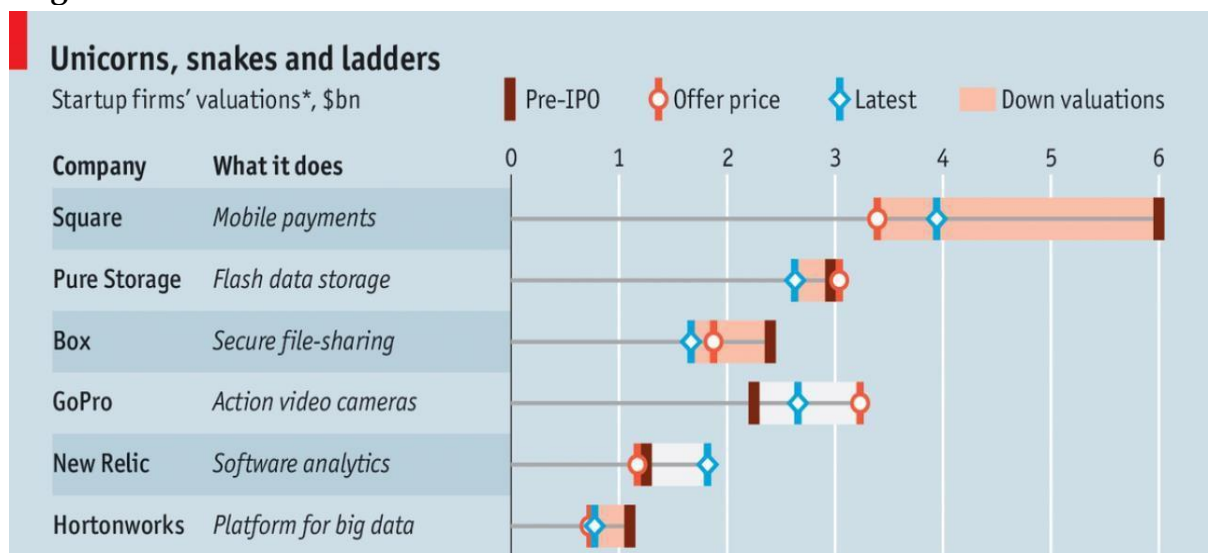 Unicorns, snakes and ladders
Startup firms' valuations*, $bn
Pre-IPO Offer price Latest Down valuations
Company What it does 0 1 2 3 4 5 6
Square Mobile payments
Pure Storage Flash data storage
Box Secure file-sharing
GoPro Action video cameras
New Relic Software analytics
Hortonworks Platform for big data